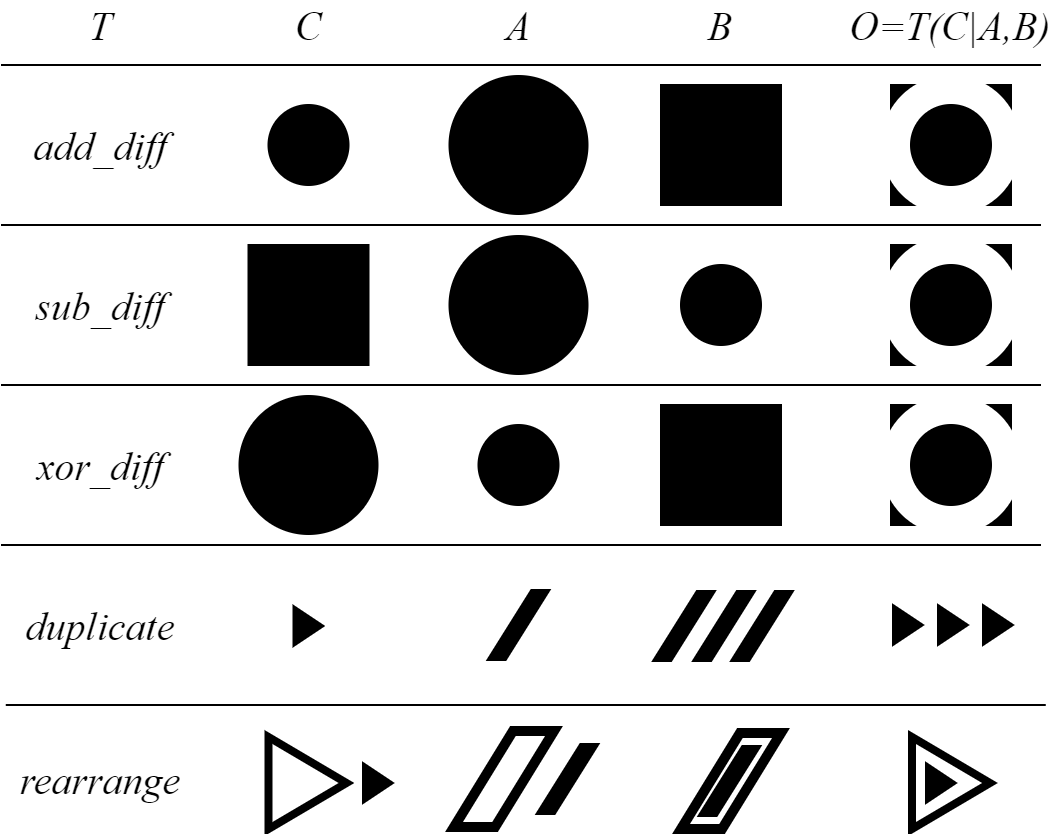 T C A B O=T(C|A,B)
add_diff
sub_diff
xor_diff
duplicate
rearrange